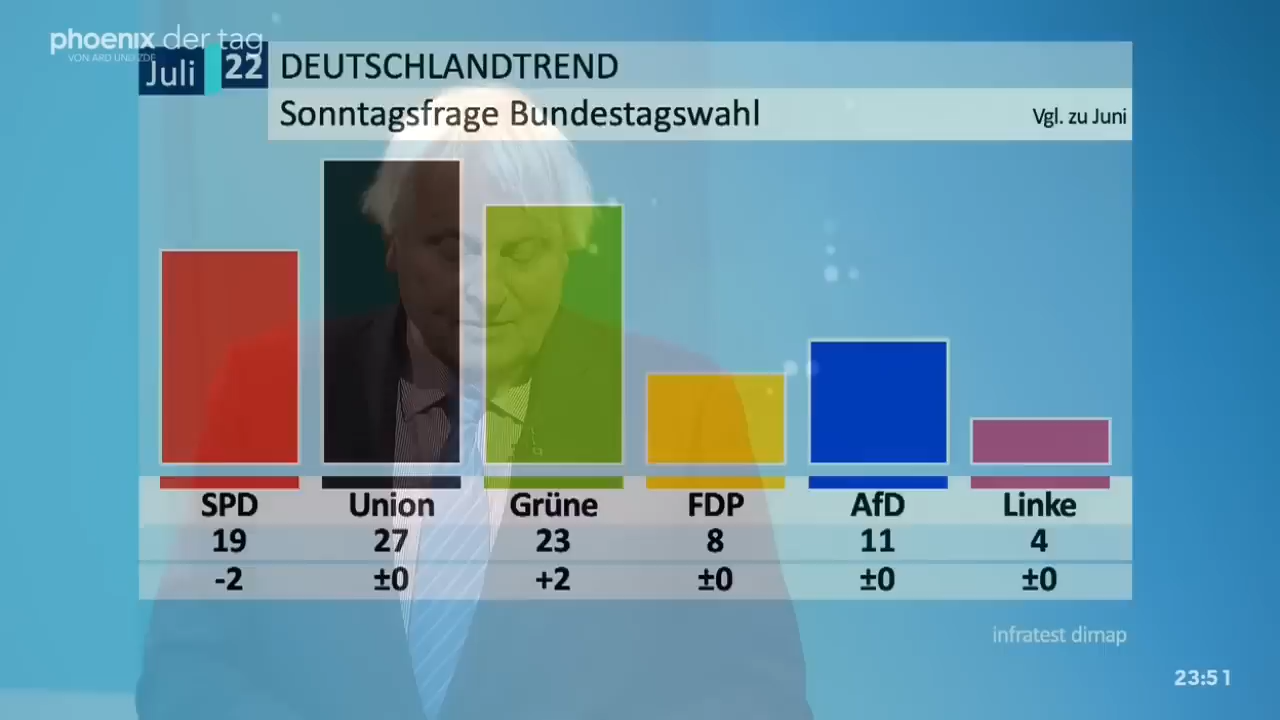 phoenix der tag
VON ARD UND ZDF
Juli 22 DEUTSCHLANDTREND
Sonntagsfrage Bundestagswahl Vgl. zu Juni
SPD Union Grüne FDP AfD Linke
19 27 23 8 11 4
-2 ±0 +2 ±0 ±0 ±0
infratest dimap
23:51